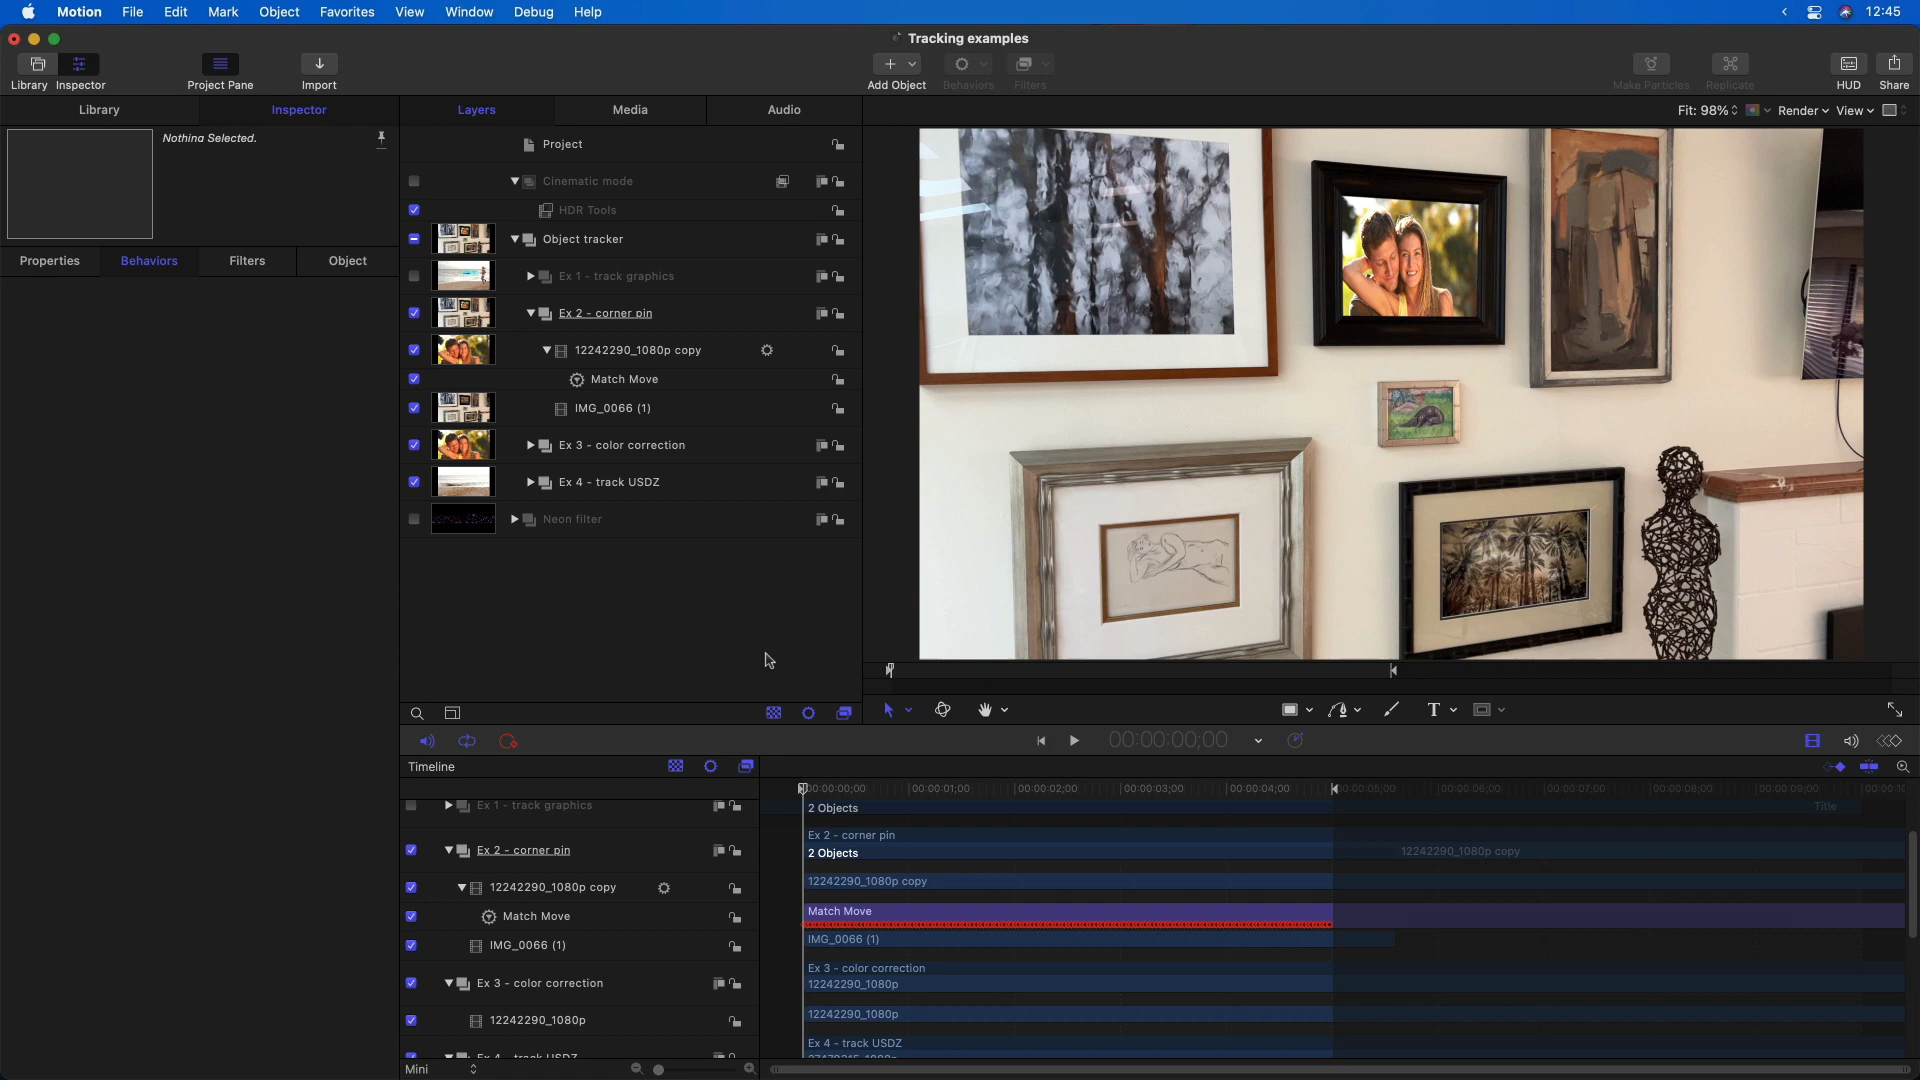 Motion File Edit Mark Object Favorites View Window Debug Help 12:45
Tracking examples
Library Inspector Project Pane Import Add Object Behaviors Filters Make Particles Replicate HUD Share
Library Inspector Layers Media Audio
Fit: 98% Render View
Nothing Selected.
Properties Behaviors Filters Object
Project
Cinematic mode
HDR Tools
Object tracker
Ex 1 - track graphics
Ex 2 - corner pin
12242290_1080p copy
Match Move
IMG_0066 (1)
Ex 3 - color correction
Ex 4 - track USDZ
Neon filter
T
00:00:00;00
Timeline
00:00:00;00 00:00:01;00 00:00:02;00 00:00:03;00 00:00:04;00 00:00:05;00 00:00:06;00 00:00:07;00 00:00:08;00 00:00:09;00
Ex 1 - track graphics 2 Objects Title
Ex 2 - corner pin
Ex 2 - corner pin 2 Objects 12242290_1080p copy
12242290_1080p copy 12242290_1080p copy
Match Move Match Move
IMG_0066 (1) IMG_0066 (1)
Ex 3 - color correction
Ex 3 - color correction 12242290_1080p
12242290_1080p 12242290_1080p
Ex 4 - track USDZ
Mini